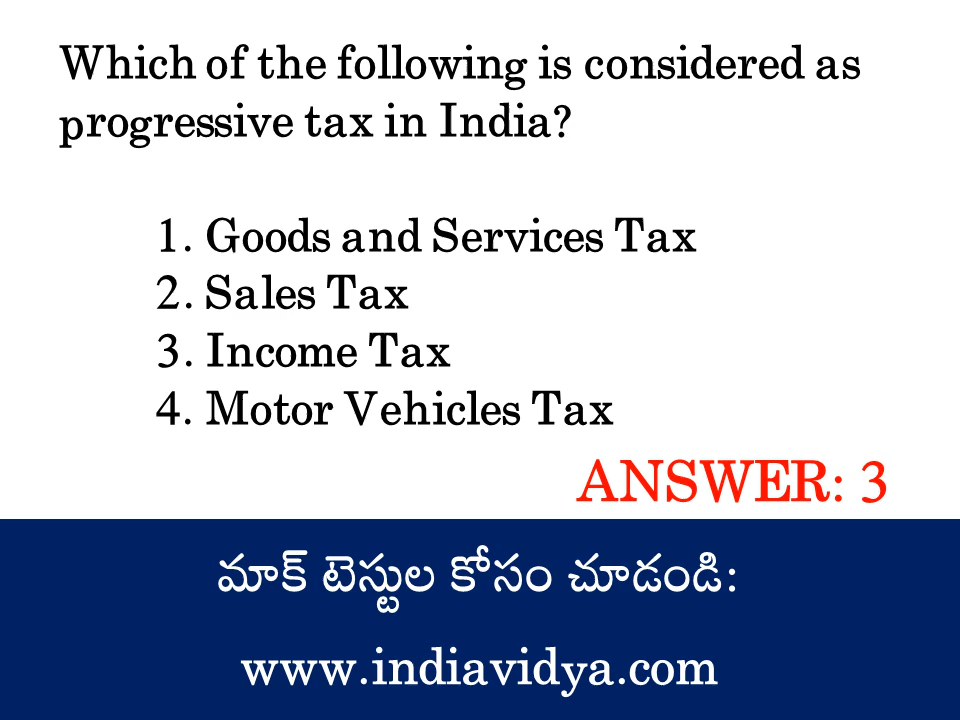 Which of the following is considered as
progressive tax in India?
1. Goods and Services Tax
2. Sales Tax
3. Income Tax
4. Motor Vehicles Tax
ANSWER: 3
మాక్ టెస్టుల కోసం చూడండి:
www.indiavidya.com